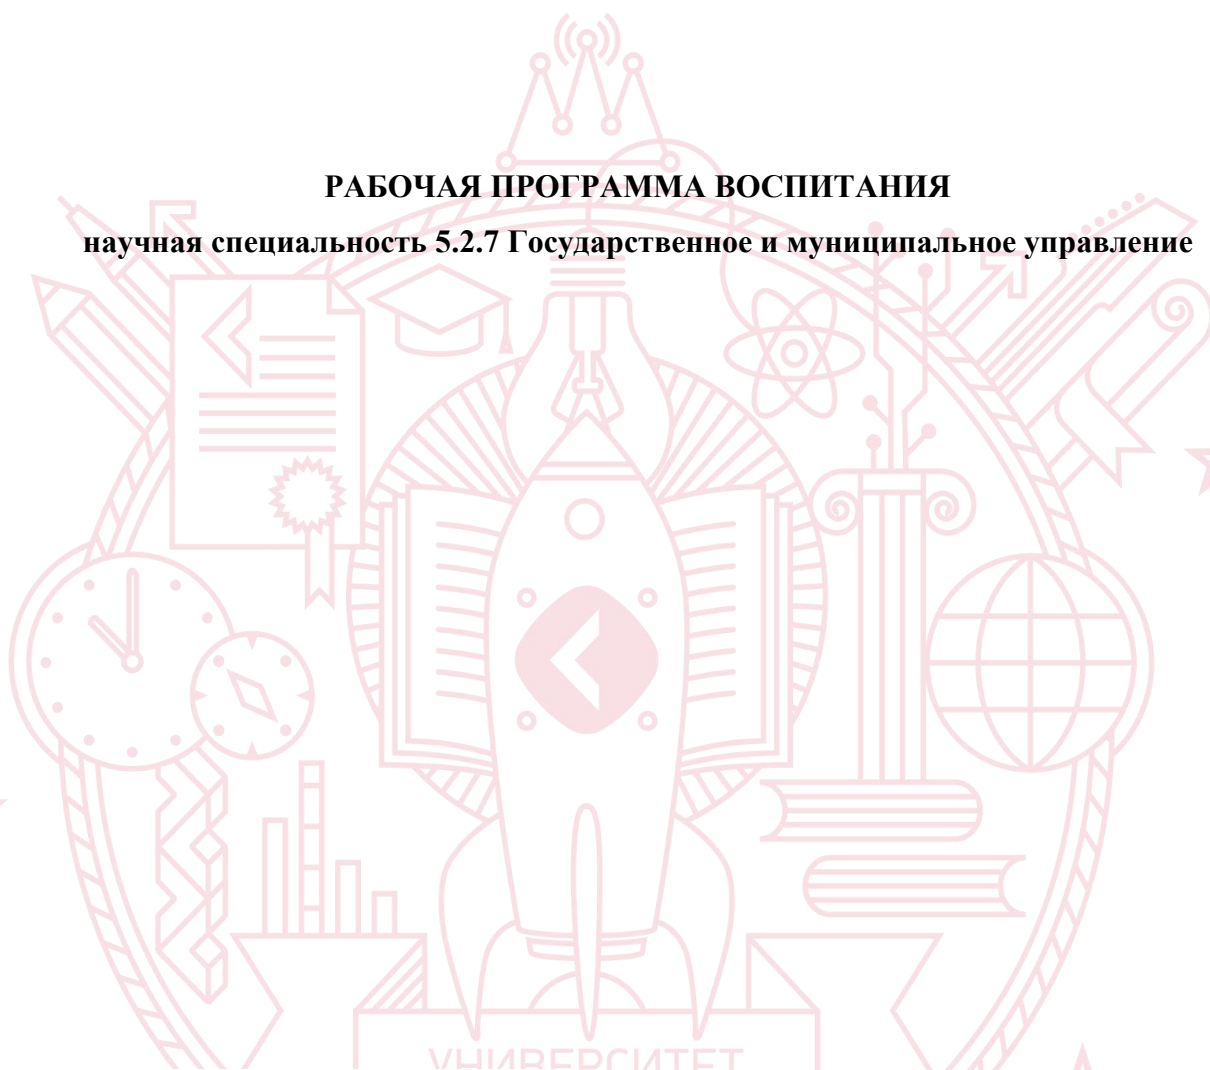 РАБОЧАЯ ПРОГРАММА ВОСПИТАНИЯ
научная специальность 5.2.7 Государственное и муниципальное управление
УНИВЕРСИТЕТ